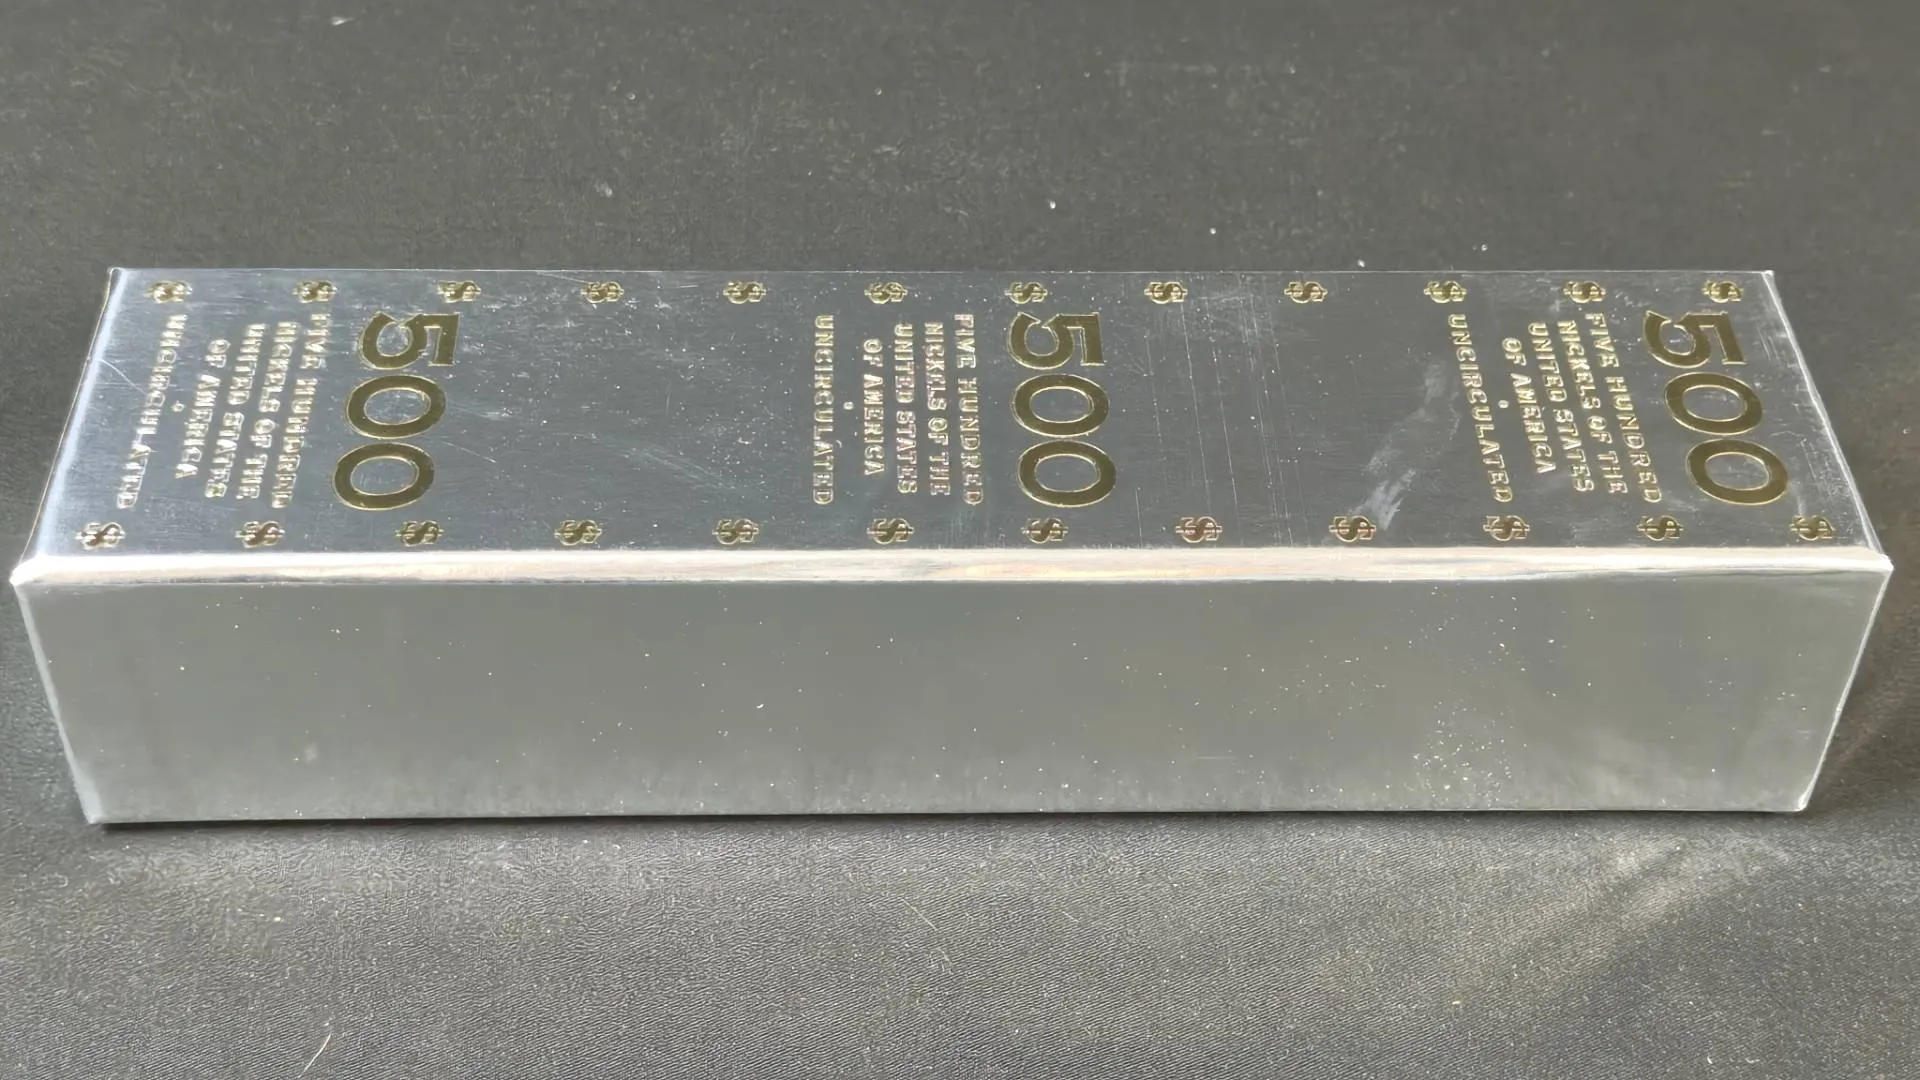 $ $ $ $ $ $ $ $ $ $ $ $
500
FIVE HUNDRED
NICKELS OF THE
UNITED STATES
OF AMERICA
UNCIRCULATED
500
FIVE HUNDRED
NICKELS OF THE
UNITED STATES
OF AMERICA
UNCIRCULATED
500
FIVE HUNDRED
NICKELS OF THE
UNITED STATES
OF AMERICA
UNCIRCULATED
$ $ $ $ $ $ $ $ $ $ $ $